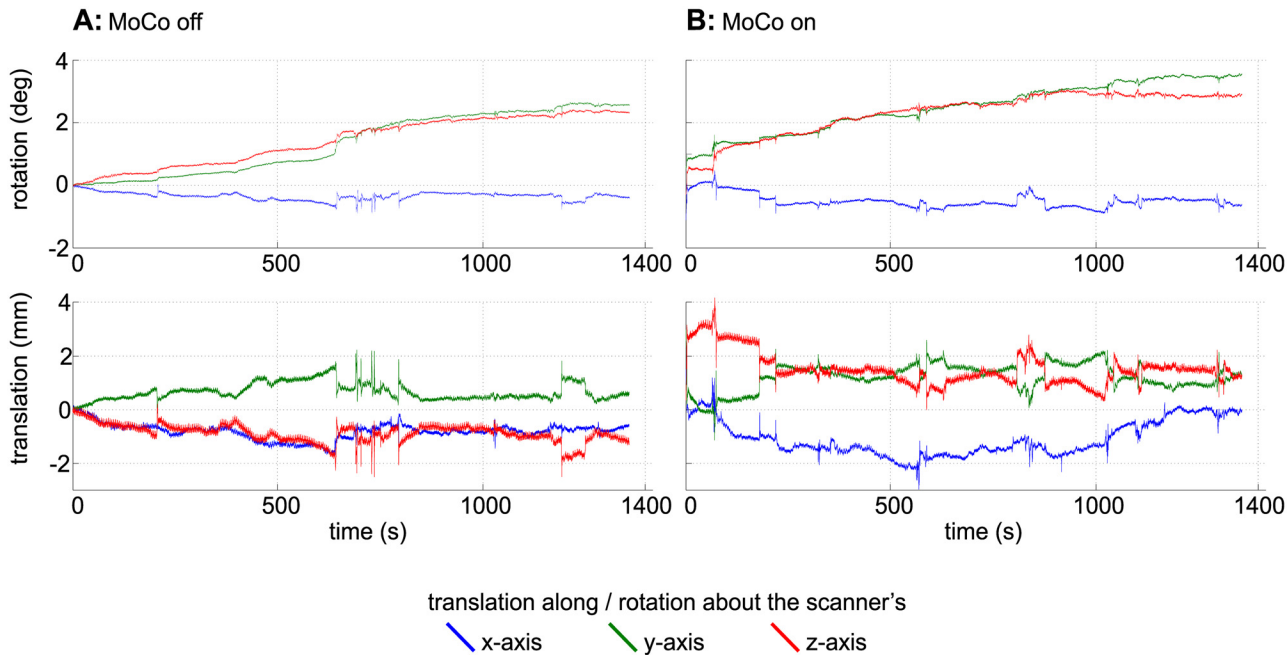 A: MoCo off
B: MoCo on
rotation (deg)
4
2
0
-2
0 500 1000 1400
0 500 1000 1400
translation (mm)
4
2
0
-2
0 500 1000 1400
0 500 1000 1400
time (s)
time (s)
translation along / rotation about the scanner's
x-axis y-axis z-axis